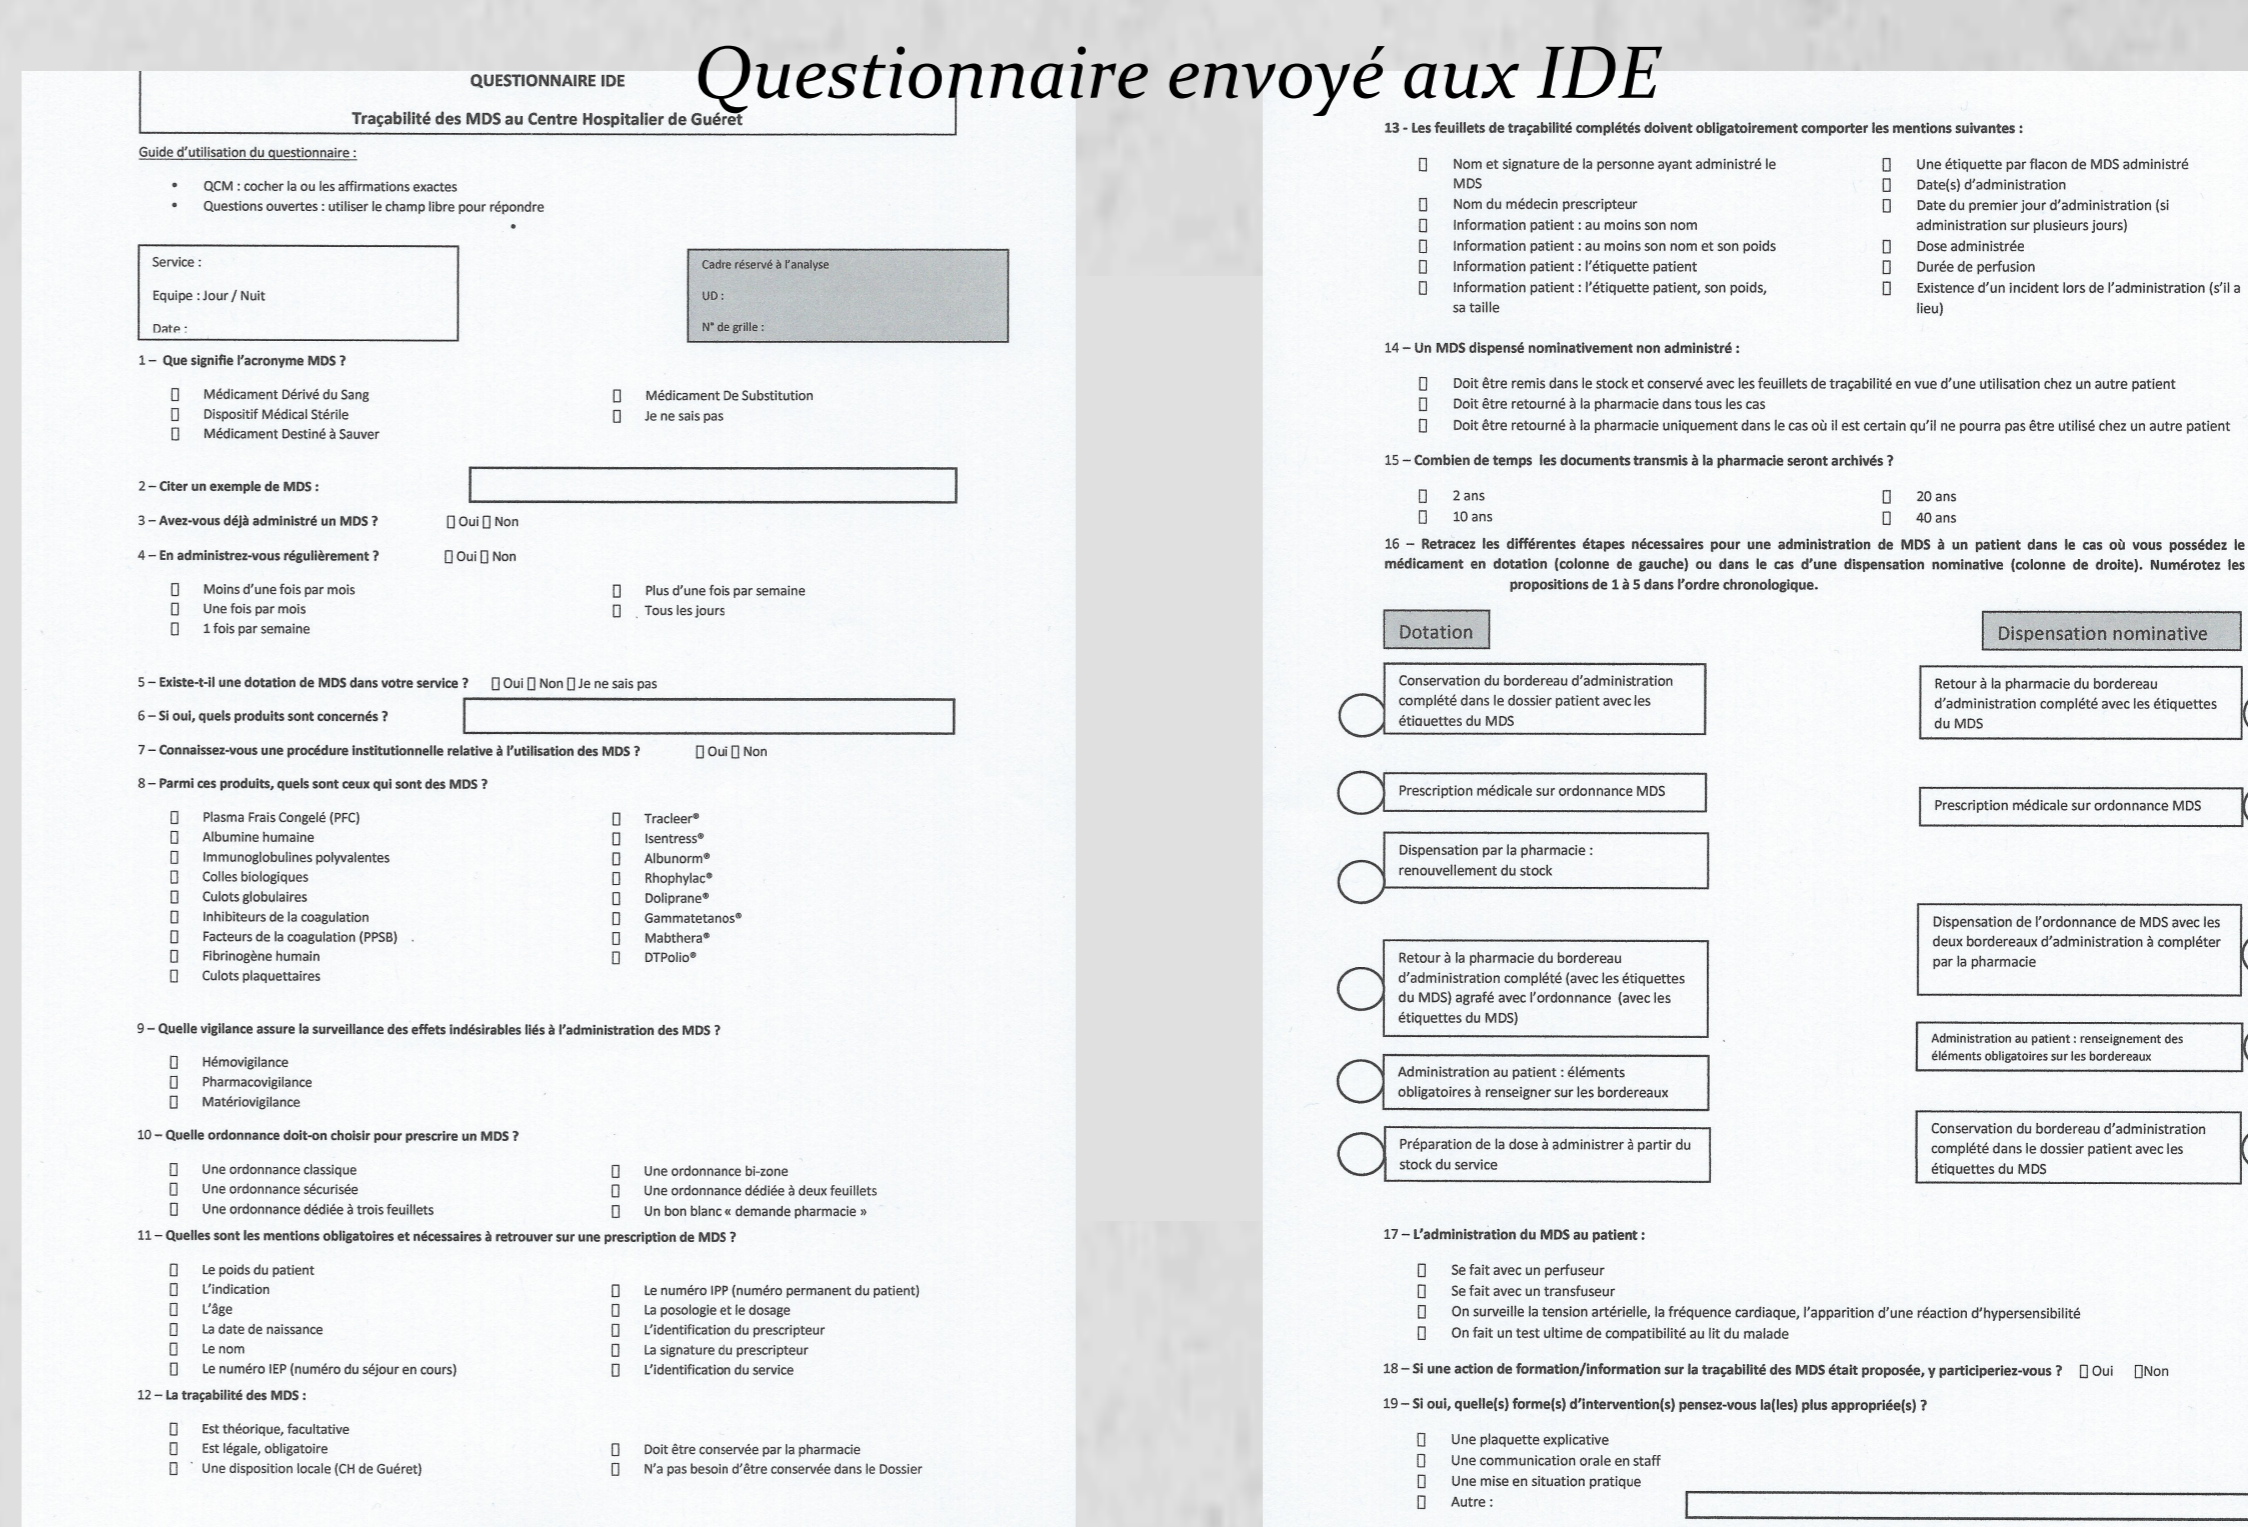 Questionnaire envoyé aux IDE
QUESTIONNAIRE IDE
Traçabilité des MDS au Centre Hospitalier de Guéret
Guide d'utilisation du questionnaire :
• QCM : cocher la ou les affirmations exactes
• Questions ouvertes : utiliser le champ libre pour répondre
Service :
Equipe : Jour / Nuit
Date :
Cadre réservé à l'analyse
UD :
N° de grille :
1 – Que signifie l'acronyme MDS ?
Médicament Dérivé du Sang
Dispositif Médical Stérile
Médicament Destiné à Sauver
Médicament De Substitution
Je ne sais pas
2 – Citer un exemple de MDS :
3 – Avez-vous déjà administré un MDS ? Oui Non
4 – En administrez-vous régulièrement ? Oui Non
Moins d'une fois par mois
Une fois par mois
1 fois par semaine
Plus d'une fois par semaine
Tous les jours
5 – Existe-t-il une dotation de MDS dans votre service ? Oui Non Je ne sais pas
6 – Si oui, quels produits sont concernés ?
7 – Connaissez-vous une procédure institutionnelle relative à l'utilisation des MDS ? Oui Non
8 – Parmi ces produits, quels sont ceux qui sont des MDS ?
Plasma Frais Congelé (PFC)
Albumine humaine
Immunoglobulines polyvalentes
Colles biologiques
Culots globulaires
Inhibiteurs de la coagulation
Facteurs de la coagulation (PPSB)
Fibrinogène humain
Culots plaquettaires
Tracleer®
Isentress®
Albunorm®
Rhophylac®
Doliprane®
Gammatetanos®
Mabthera®
DTPolio®
9 – Quelle vigilance assure la surveillance des effets indésirables liés à l'administration des MDS ?
Hémovigilance
Pharmacovigilance
Matériovigilance
10 – Quelle ordonnance doit-on choisir pour prescrire un MDS ?
Une ordonnance classique
Une ordonnance sécurisée
Une ordonnance dédiée à trois feuillets
Une ordonnance bi-zone
Une ordonnance dédiée à deux feuillets
Un bon blanc « demande pharmacie »
11 – Quelles sont les mentions obligatoires et nécessaires à retrouver sur une prescription de MDS ?
Le poids du patient
L'indication
L'âge
La date de naissance
Le nom
Le numéro IEP (numéro du séjour en cours)
Le numéro IPP (numéro permanent du patient)
La posologie et le dosage
L'identification du prescripteur
La signature du prescripteur
L'identification du service
12 – La traçabilité des MDS :
Est théorique, facultative
Est légale, obligatoire
Une disposition locale (CH de Guéret)
Doit être conservée par la pharmacie
N'a pas besoin d'être conservée dans le Dossier
13 - Les feuillets de traçabilité complétés doivent obligatoirement comporter les mentions suivantes :
Nom et signature de la personne ayant administré le
MDS
Nom du médecin prescripteur
Information patient : au moins son nom
Information patient : au moins son nom et son poids
Information patient : l'étiquette patient
Information patient : l'étiquette patient, son poids,
sa taille
Une étiquette par flacon de MDS administré
Date(s) d'administration
Date du premier jour d'administration (si
administration sur plusieurs jours)
Dose administrée
Durée de perfusion
Existence d'un incident lors de l'administration (s'il a
lieu)
14 – Un MDS dispensé nominativement non administré :
Doit être remis dans le stock et conservé avec les feuillets de traçabilité en vue d'une utilisation chez un autre patient
Doit être retourné à la pharmacie dans tous les cas
Doit être retourné à la pharmacie uniquement dans le cas où il est certain qu'il ne pourra pas être utilisé chez un autre patient
15 – Combien de temps les documents transmis à la pharmacie seront archivés ?
2 ans
10 ans
20 ans
40 ans
16 – Retracez les différentes étapes nécessaires pour une administration de MDS à un patient dans le cas où vous possédez le
médicament en dotation (colonne de gauche) ou dans le cas d'une dispensation nominative (colonne de droite). Numérotez les
propositions de 1 à 5 dans l'ordre chronologique.
Dotation
Conservation du bordereau d'administration
complété dans le dossier patient avec les
étiquettes du MDS
Prescription médicale sur ordonnance MDS
Dispensation par la pharmacie :
renouvellement du stock
Retour à la pharmacie du bordereau
d'administration complété (avec les étiquettes
du MDS) agrafé avec l'ordonnance (avec les
étiquettes du MDS)
Administration au patient : éléments
obligatoires à renseigner sur les bordereaux
Préparation de la dose à administrer à partir du
stock du service
Dispensation nominative
Retour à la pharmacie du bordereau
d'administration complété avec les étiquettes
du MDS
Prescription médicale sur ordonnance MDS
Dispensation de l'ordonnance de MDS avec les
deux bordereaux d'administration à compléter
par la pharmacie
Administration au patient : renseignement des
éléments obligatoires sur les bordereaux
Conservation du bordereau d'administration
complété dans le dossier patient avec les
étiquettes du MDS
17 – L'administration du MDS au patient :
Se fait avec un perfuseur
Se fait avec un transfuseur
On surveille la tension artérielle, la fréquence cardiaque, l'apparition d'une réaction d'hypersensibilité
On fait un test ultime de compatibilité au lit du malade
18 – Si une action de formation/information sur la traçabilité des MDS était proposée, y participeriez-vous ? Oui Non
19 – Si oui, quelle(s) forme(s) d'intervention(s) pensez-vous la(les) plus appropriée(s) ?
Une plaquette explicative
Une communication orale en staff
Une mise en situation pratique
Autre :